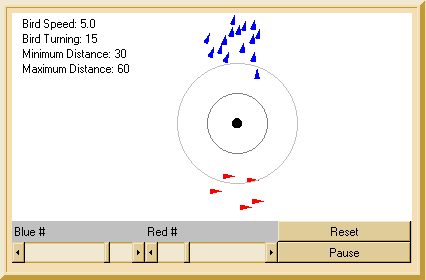 Bird Speed: 5.0
Bird Turning: 15
Minimum Distance: 30
Maximum Distance: 60
Blue # Red # Reset
Pause